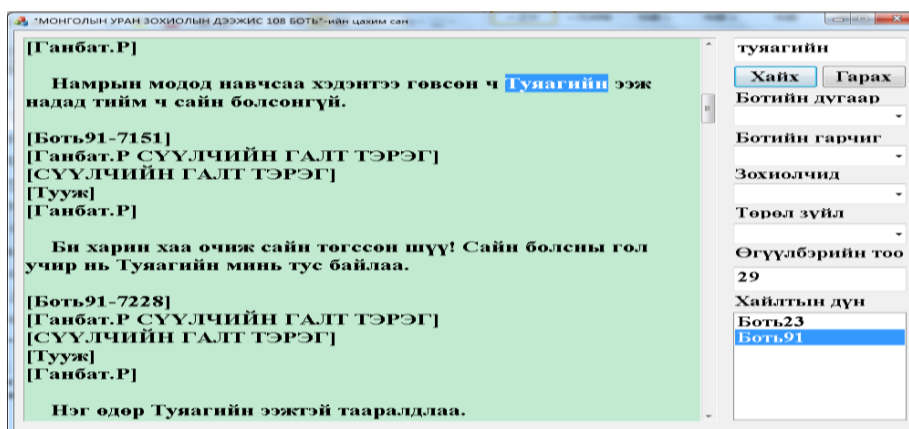 "МОНГОЛЫН УРАН ЗОХИОЛЫН ДЭЭЖИС 108 БОТЬ"-ийн цахим сан
[Ганбат.Р]
Намрын модод навчсаа хэдэнтээ гөвсөн ч Туяагийн ээж
надад тийм ч сайн болсонгүй.
[Боть91-7151]
[Ганбат.Р СҮҮЛЧИЙН ГАЛТ ТЭРЭГ]
[СҮҮЛЧИЙН ГАЛТ ТЭРЭГ]
[Тууж]
[Ганбат.Р]
Би харин хаа очиж сайн төгссөн шүү! Сайн болсны гол
учир нь Туяагийн минь тус байлаа.
[Боть91-7228]
[Ганбат.Р СҮҮЛЧИЙН ГАЛТ ТЭРЭГ]
[СҮҮЛЧИЙН ГАЛТ ТЭРЭГ]
[Тууж]
[Ганбат.Р]
Нэг өдөр Туяагийн ээжтэй тааралдлаа.
туяагийн
Хайх Гарах
Ботийн дугаар
Ботийн гарчиг
Зохиолчид
Төрөл зүйл
Өгүүлбэрийн тоо
29
Хайлтын дүн
Боть23
Боть91